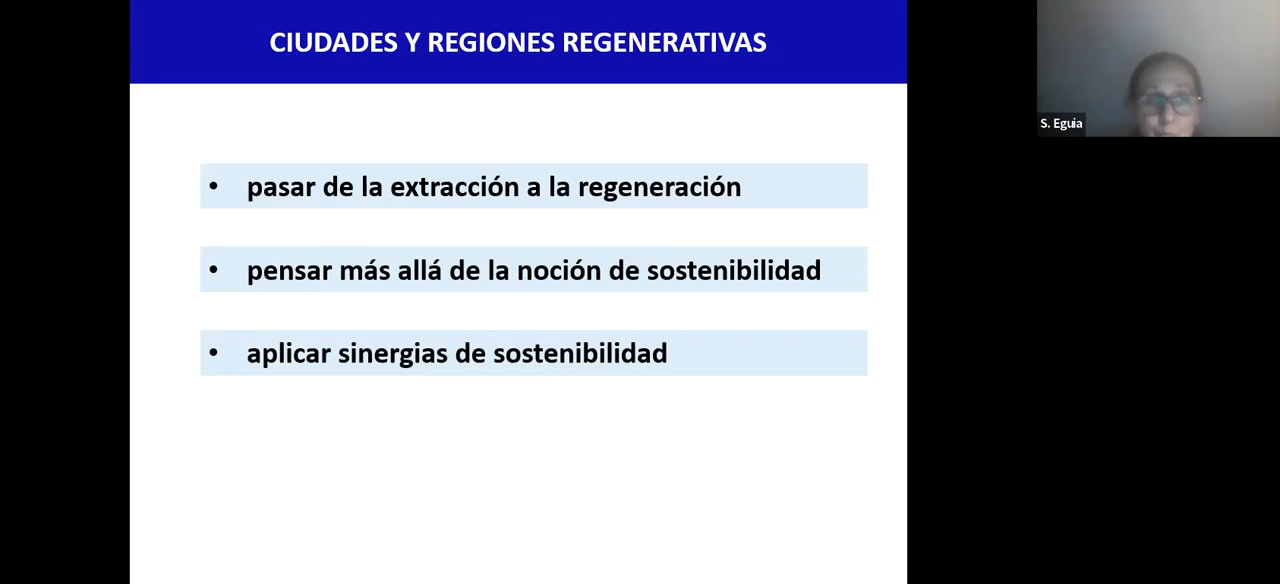 CIUDADES Y REGIONES REGENERATIVAS
• pasar de la extracción a la regeneración
• pensar más allá de la noción de sostenibilidad
• aplicar sinergias de sostenibilidad
S. Eguia